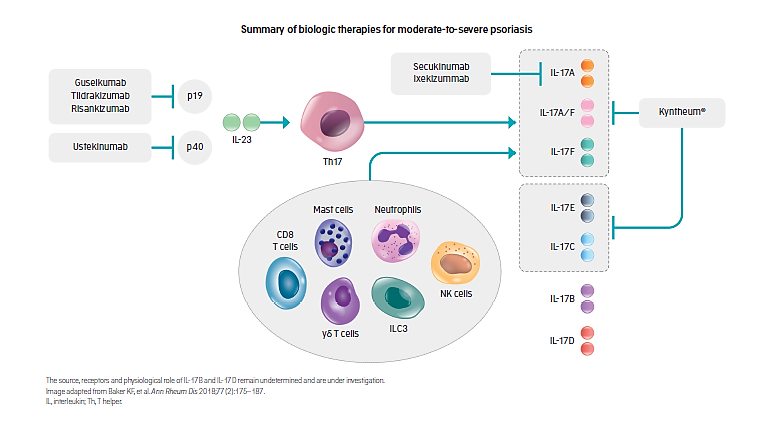 Summary of biologic therapies for moderate-to-severe psoriasis
Guselkumab
Tildrakizumab
Risankizumab
p19
Ustekinumab
p40
IL-23
Th17
Secukinumab
Ixekizummab
IL-17A
IL-17A/F
IL-17F
Kyntheum®
IL-17E
IL-17C
IL-17B
IL-17D
Mast cells
Neutrophils
CD8
T cells
NK cells
γδ T cells
ILC3
The source, receptors and physiological role of IL-17B and IL-17D remain undetermined and are under investigation.
Image adapted from Baker KF, et al. Ann Rheum Dis 2018;77(2):175–187.
IL, interleukin; Th, T helper.